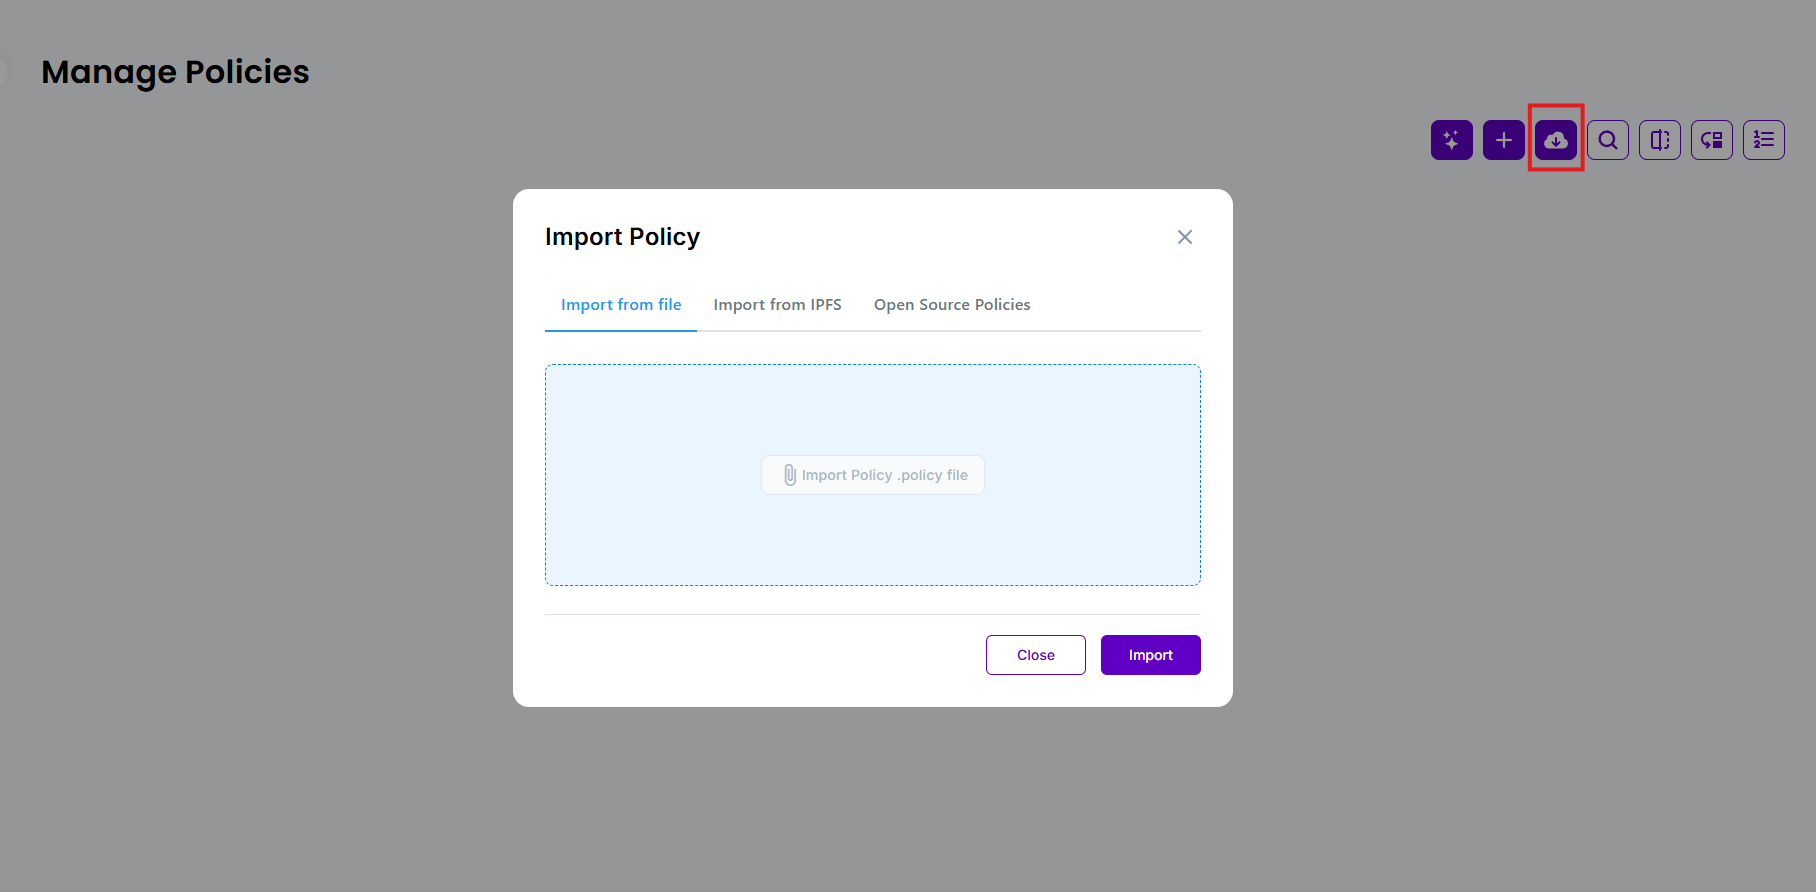 Manage Policies
Import Policy
Import from file
Import from IPFS
Open Source Policies
Import Policy .policy file
Close
Import